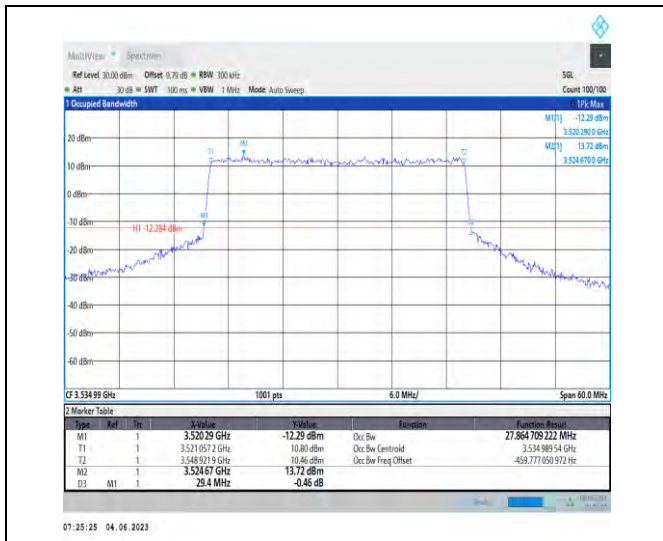 MultiView Spectrum
Ref Level 30.00 dBm Offset 9.79 dB RBW 100 kHz SGL
Att 30 dB SWT 100 ms VBW 1 MHz Mode Auto Sweep Count 100/100
1 Occupied Bandwidth 1Pk Max
M1[1] -12.29 dBm
3.520 290 0 GHz
M2[1] 13.72 dBm
3.524 670 0 GHz
20 dBm
T1 M2 T2
10 dBm
0 dBm
-10 dBm
M1
H1 -12.284 dBm
-20 dBm
-30 dBm
-40 dBm
-50 dBm
-60 dBm
CF 3.534 99 GHz 1001 pts 6.0 MHz/ Span 60.0 MHz
2 Marker Table
Type Ref Trc X-Value Y-Value Function Function Result
M1 1 3.520 29 GHz -12.29 dBm Occ Bw 27.864 709 222 MHz
T1 1 3.521 057 2 GHz 10.80 dBm Occ Bw Centroid 3.534 989 54 GHz
T2 1 3.548 921 9 GHz 10.46 dBm Occ Bw Freq Offset -459.777 050 972 Hz
M2 1 3.524 67 GHz 13.72 dBm
D3 M1 1 29.4 MHz -0.46 dB
07:25:25 04.06.2023